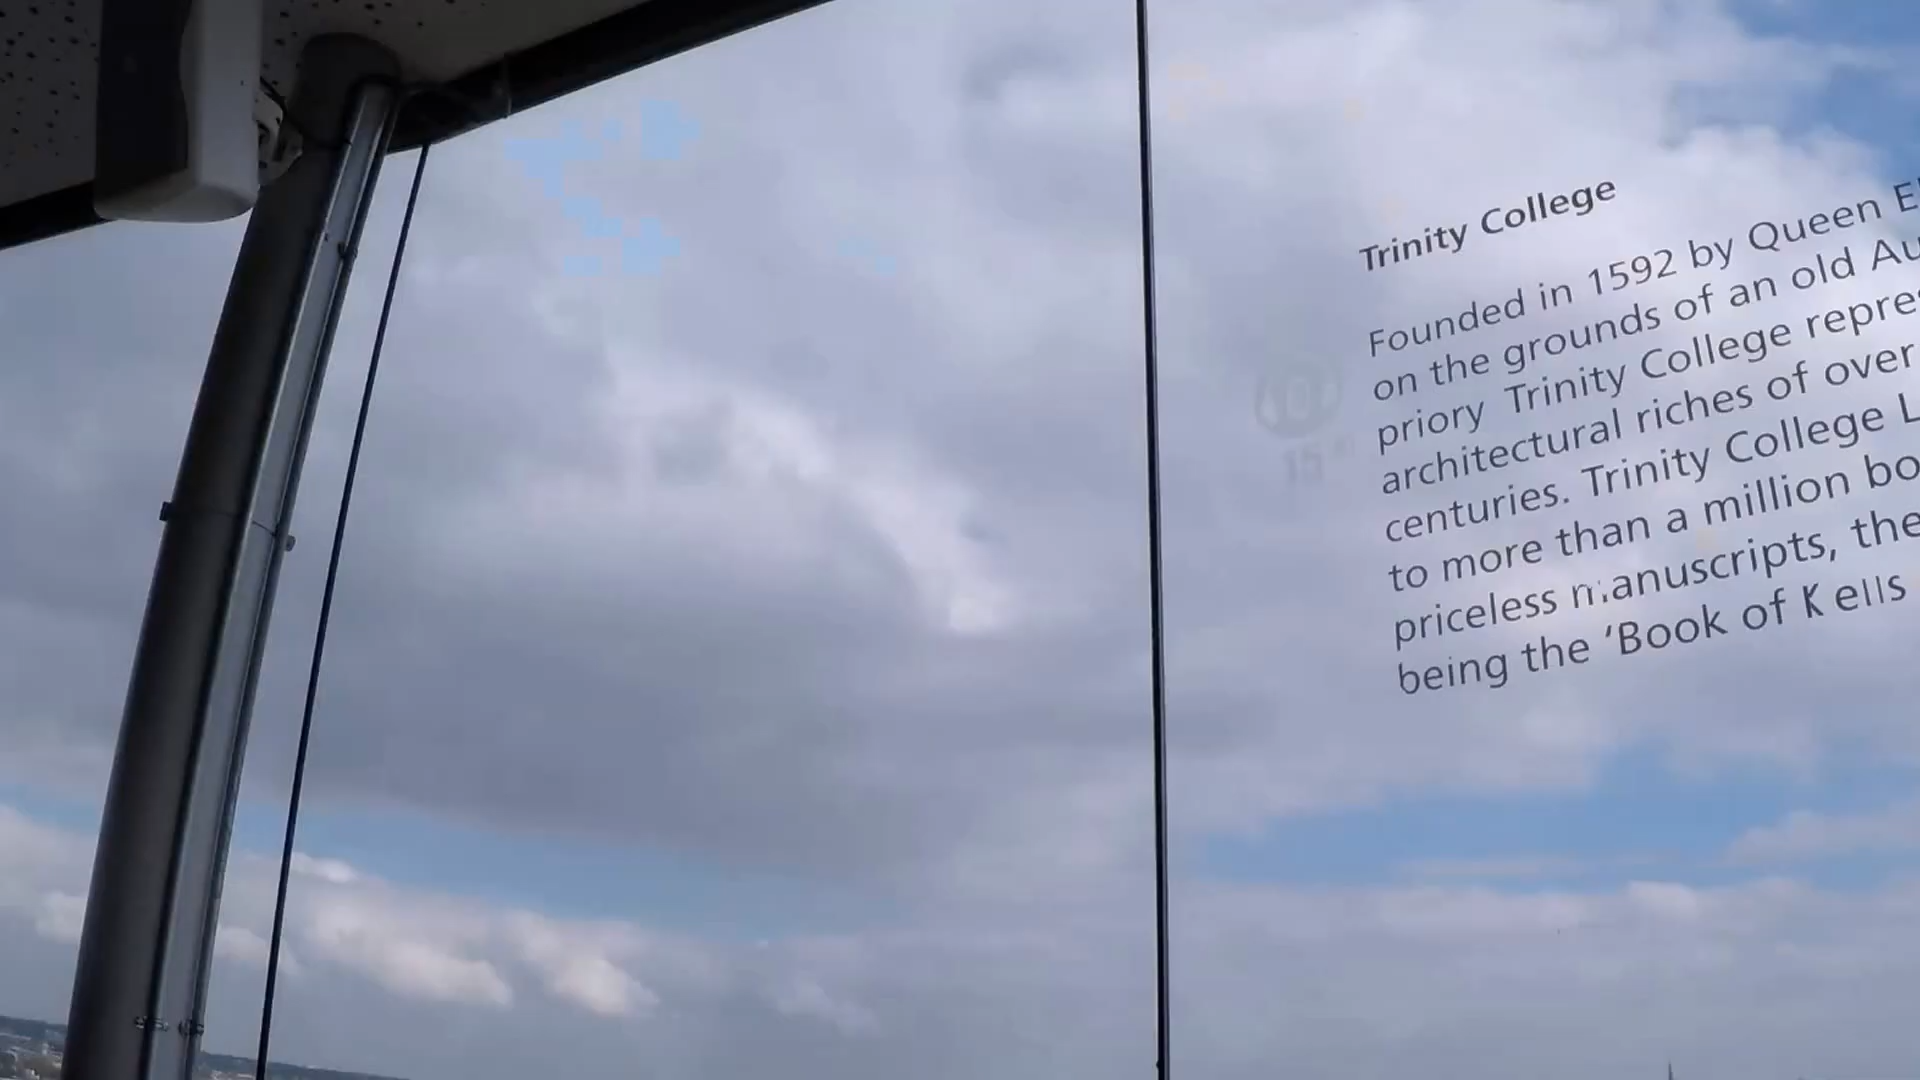 Trinity College
Founded in 1592 by Queen
on the grounds of an old
priory Trinity College
architectural riches of over
centuries. Trinity College
to more than a million
priceless manuscripts, the
being the ‘Book of Kells